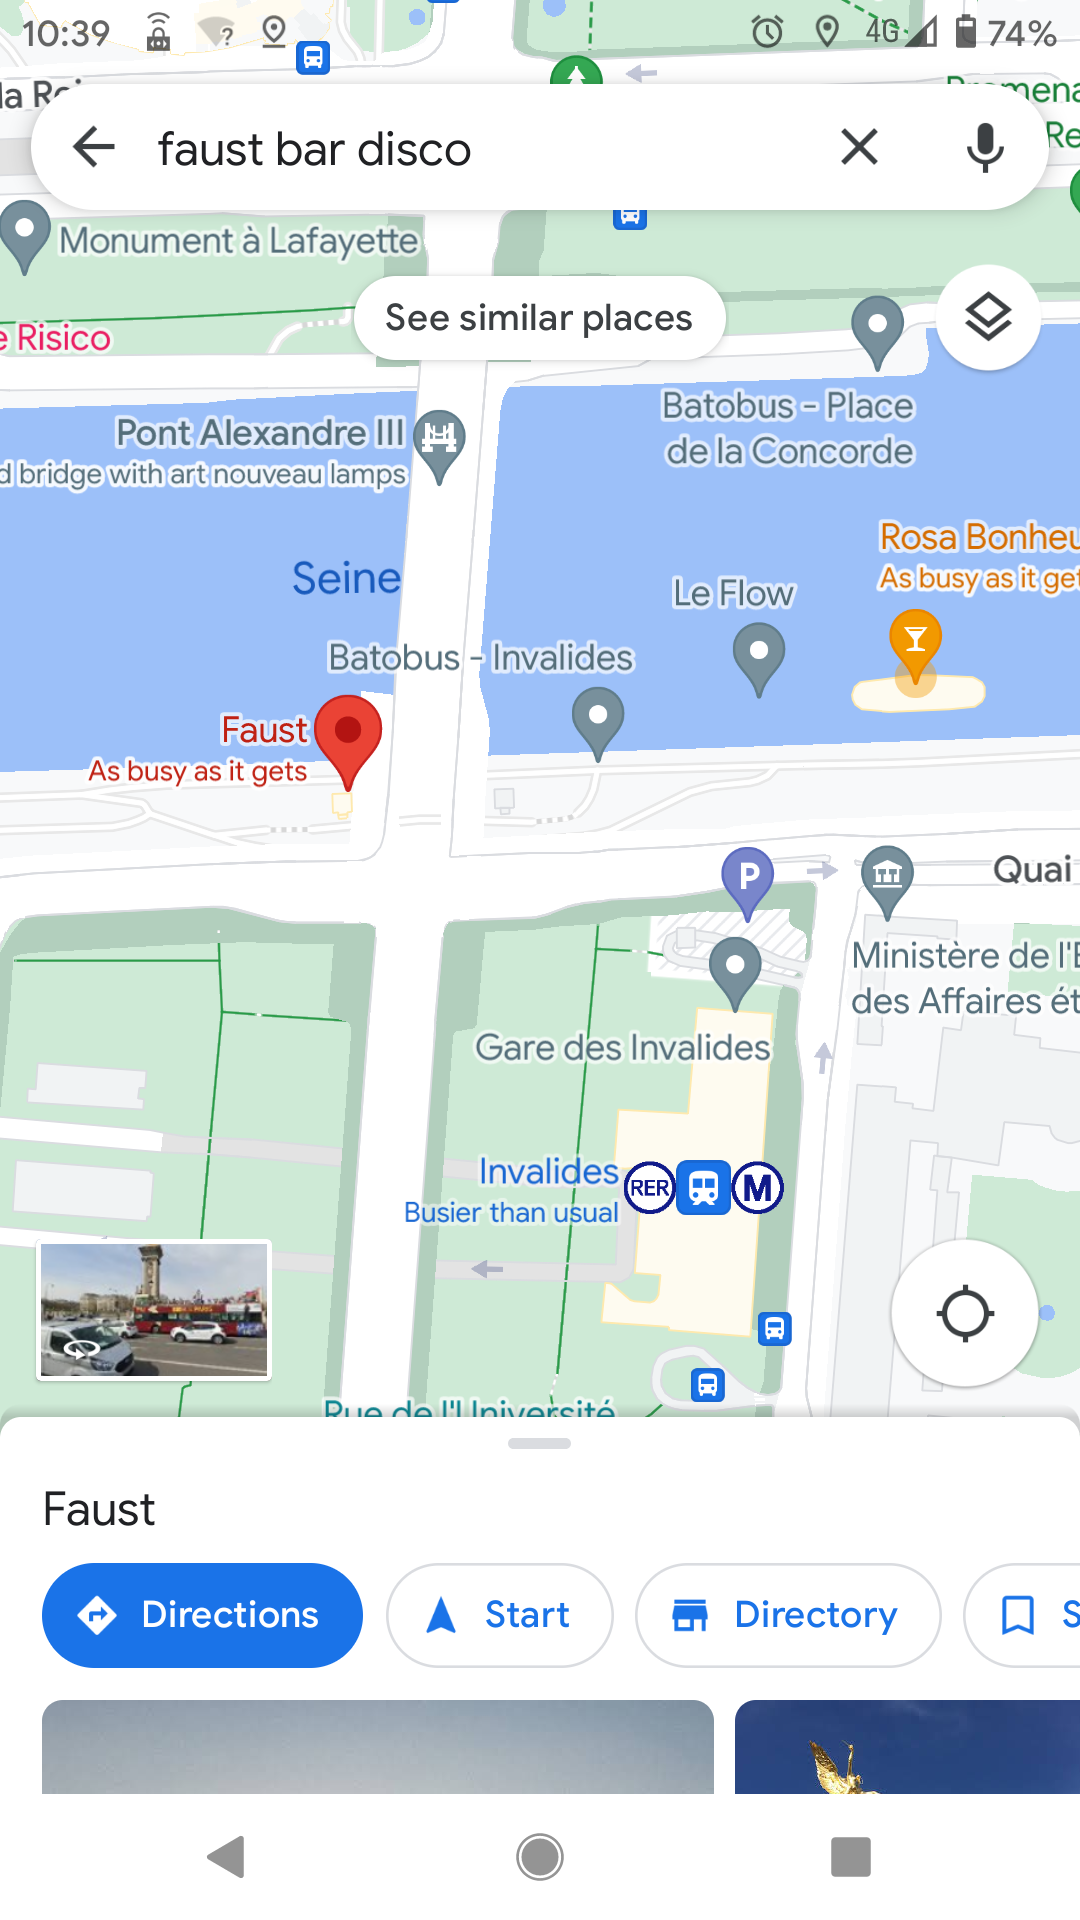 10:39
?
4G
74%
la R
Promena
Re
faust bar disco
Monument à Lafayette
See similar places
e Risico
Pont Alexandre III
d bridge with art nouveau lamps
Batobus - Place
de la Concorde
Seine
Rosa Bonheu
As busy as it get
Le Flow
Batobus - Invalides
Faust
As busy as it gets
P
Quai
Ministère de l'E
des Affaires ét
Gare des Invalides
Invalides
RER
M
Busier than usual
Rue de l'Université
Faust
Directions
Start
Directory
S